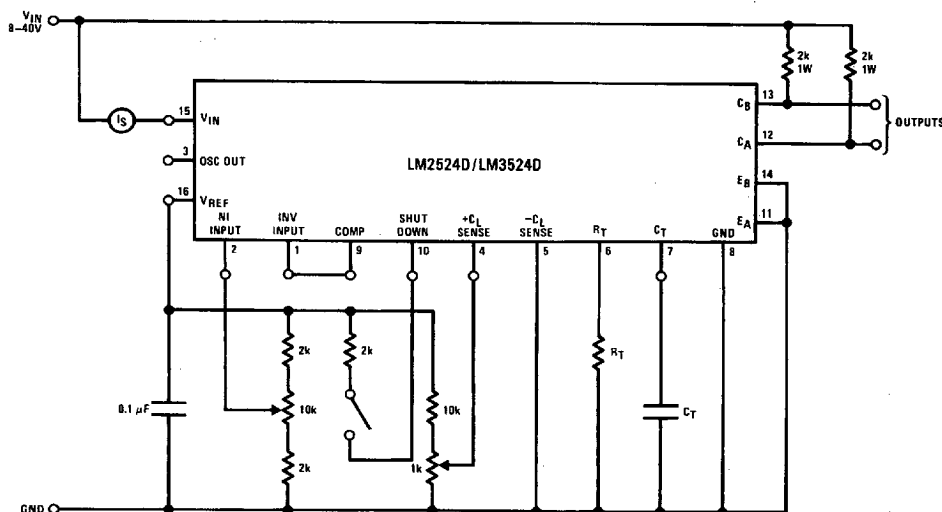 VIN
8–40V
2k
1W
2k
1W
13
CB
OUTPUTS
12
CA
14
EB
11
EA
IS
15
VIN
3
OSC OUT
16
VREF
LM2524D/LM3524D
NI
INPUT
INV
INPUT
COMP
SHUT
DOWN
+CL
SENSE
−CL
SENSE
RT
CT
GND
2
1
9
10
4
5
6
7
8
2k
2k
RT
0.1 μF
10k
10k
CT
2k
1k
GND